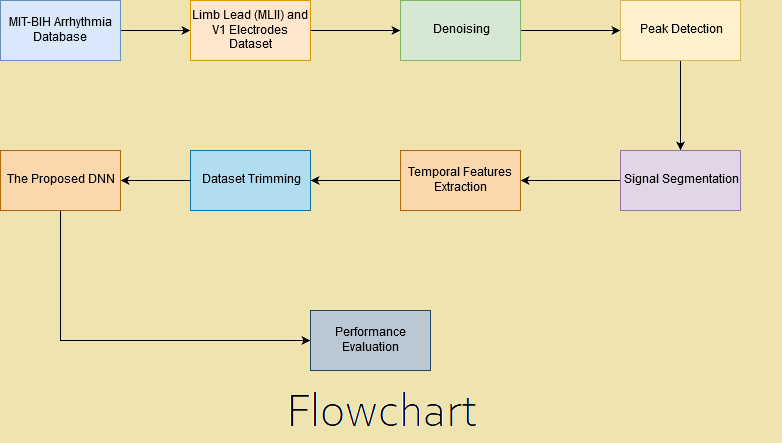 MIT-BIH Arrhythmia
Database
Limb Lead (MLII) and
V1 Electrodes
Dataset
Denoising
Peak Detection
The Proposed DNN
Dataset Trimming
Temporal Features
Extraction
Signal Segmentation
Performance
Evaluation
Flowchart